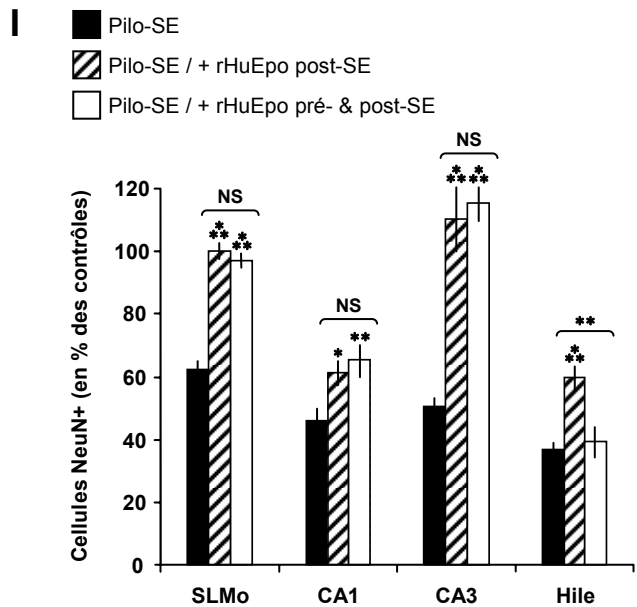 I
Pilo-SE
Pilo-SE / + rHuEpo post-SE
Pilo-SE / + rHuEpo pré- & post-SE
Cellules NeuN+ (en % des contrôles)
120
100
80
60
40
20
0
NS
***
***
NS
*
**
NS
***
***
**
***
SLMo
CA1
CA3
Hile